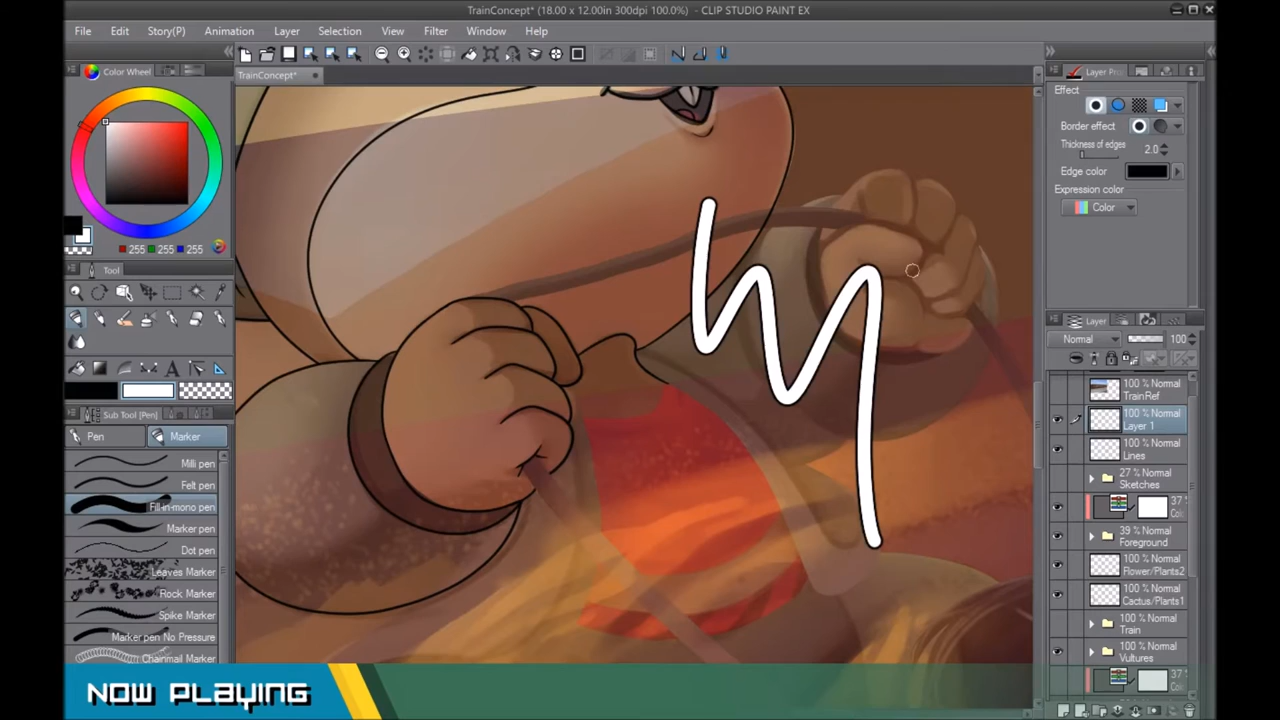 TrainConcept* (18.00 x 12.00in 300dpi 100.0%) - CLIP STUDIO PAINT EX
File Edit Story(P) Animation Layer Selection View Filter Window Help
TrainConcept*
Color Wheel
255 255 255
Tool
Sub Tool [Pen]
Pen Marker
Milli pen
Felt pen
Fill-in mono pen
Marker pen
Dot pen
Leaves Marker
Rock Marker
Spike Marker
Marker pen No Pressure
Chainmail Marker
Layer Pro
Effect
Border effect
Thickness of edges 2.0
Edge color
Expression color
Color
Layer
Normal 100
100 % Normal
TrainRef
100 % Normal
Layer 1
100 % Normal
Lines
27 % Normal
Sketches
37
39 % Normal
Foreground
100 % Normal
Flower/Plants2
100 % Normal
Cactus/Plants1
100 % Normal
Train
100 % Normal
Vultures
37
NOW PLAYING